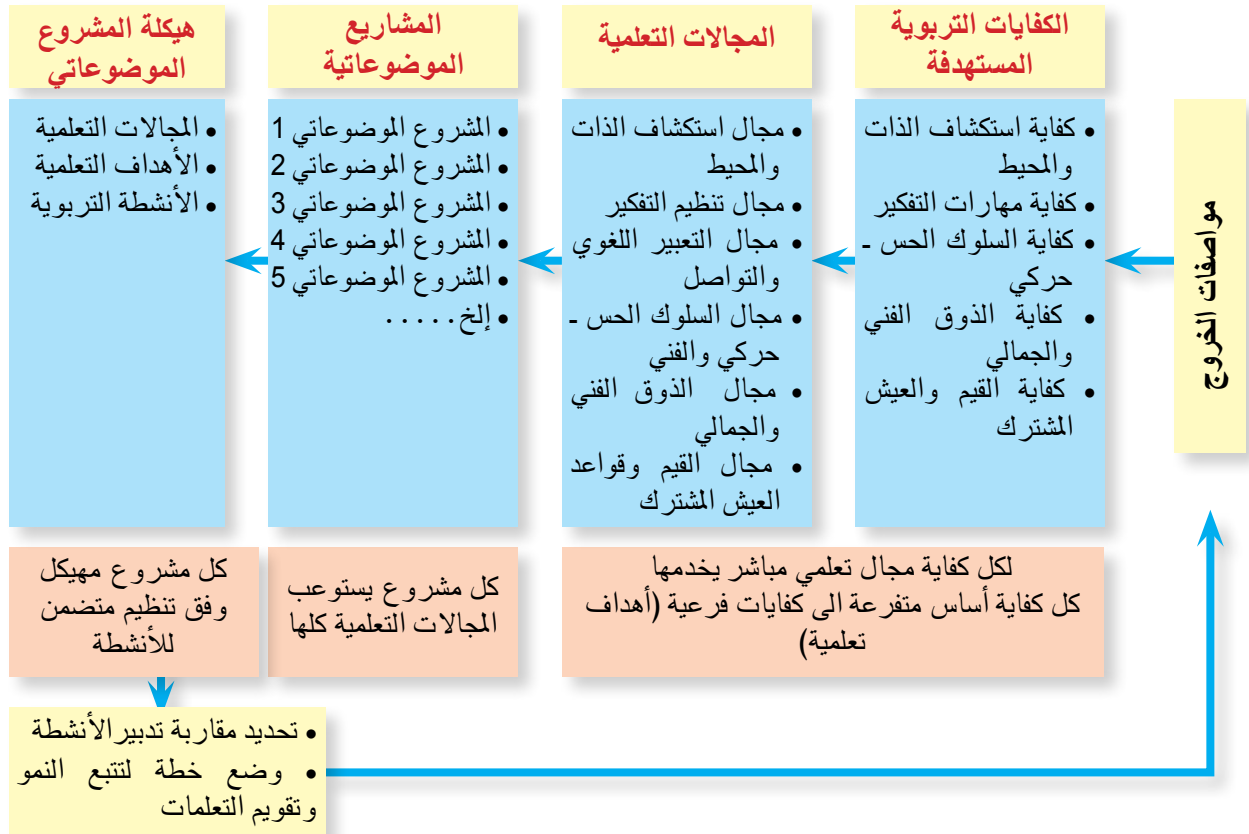 مواصفات الخروج
الكفايات التربوية
المستهدفة
• كفاية استكشاف الذات
والمحيط
• كفاية مهارات التفكير
• كفاية السلوك الحس ـ
حركي
• كفاية الذوق الفني
والجمالي
• كفاية القيم والعيش
المشترك
المجالات التعلمية
• مجال استكشاف الذات
والمحيط
• مجال تنظيم التفكير
• مجال التعبير اللغوي
والتواصل
• مجال السلوك الحس ـ
حركي والفني
• مجال الذوق الفني
والجمالي
• مجال القيم وقواعد
العيش المشترك
المشاريع
الموضوعاتية
• المشروع الموضوعاتي 1
• المشروع الموضوعاتي 2
• المشروع الموضوعاتي 3
• المشروع الموضوعاتي 4
• المشروع الموضوعاتي 5
• إلخ.....
هيكلة المشروع
الموضوعاتي
• المجالات التعلمية
• الأهداف التعلمية
• الأنشطة التربوية
لكل كفاية مجال تعلمي مباشر يخدمها
كل كفاية أساس متفرعة الى كفايات فرعية (أهداف
تعلمية)
كل مشروع يستوعب
المجالات التعلمية كلها
كل مشروع مهيكل
وفق تنظيم متضمن
للأنشطة
• تحديد مقاربة تدبيرالأنشطة
• وضع خطة لتتبع النمو
وتقويم التعلمات